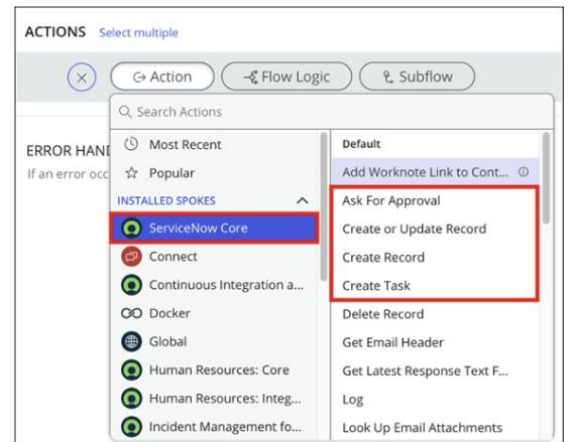 ACTIONS Select multiple
Action Flow Logic Subflow
Search Actions
ERROR HAND
If an error occ
Most Recent
Popular
INSTALLED SPOKES
ServiceNow Core
Connect
Continuous Integration a...
Docker
Global
Human Resources: Core
Human Resources: Integ...
Incident Management fo...
Default
Add Worknote Link to Cont...
Ask For Approval
Create or Update Record
Create Record
Create Task
Delete Record
Get Email Header
Get Latest Response Text F...
Log
Look Up Email Attachments